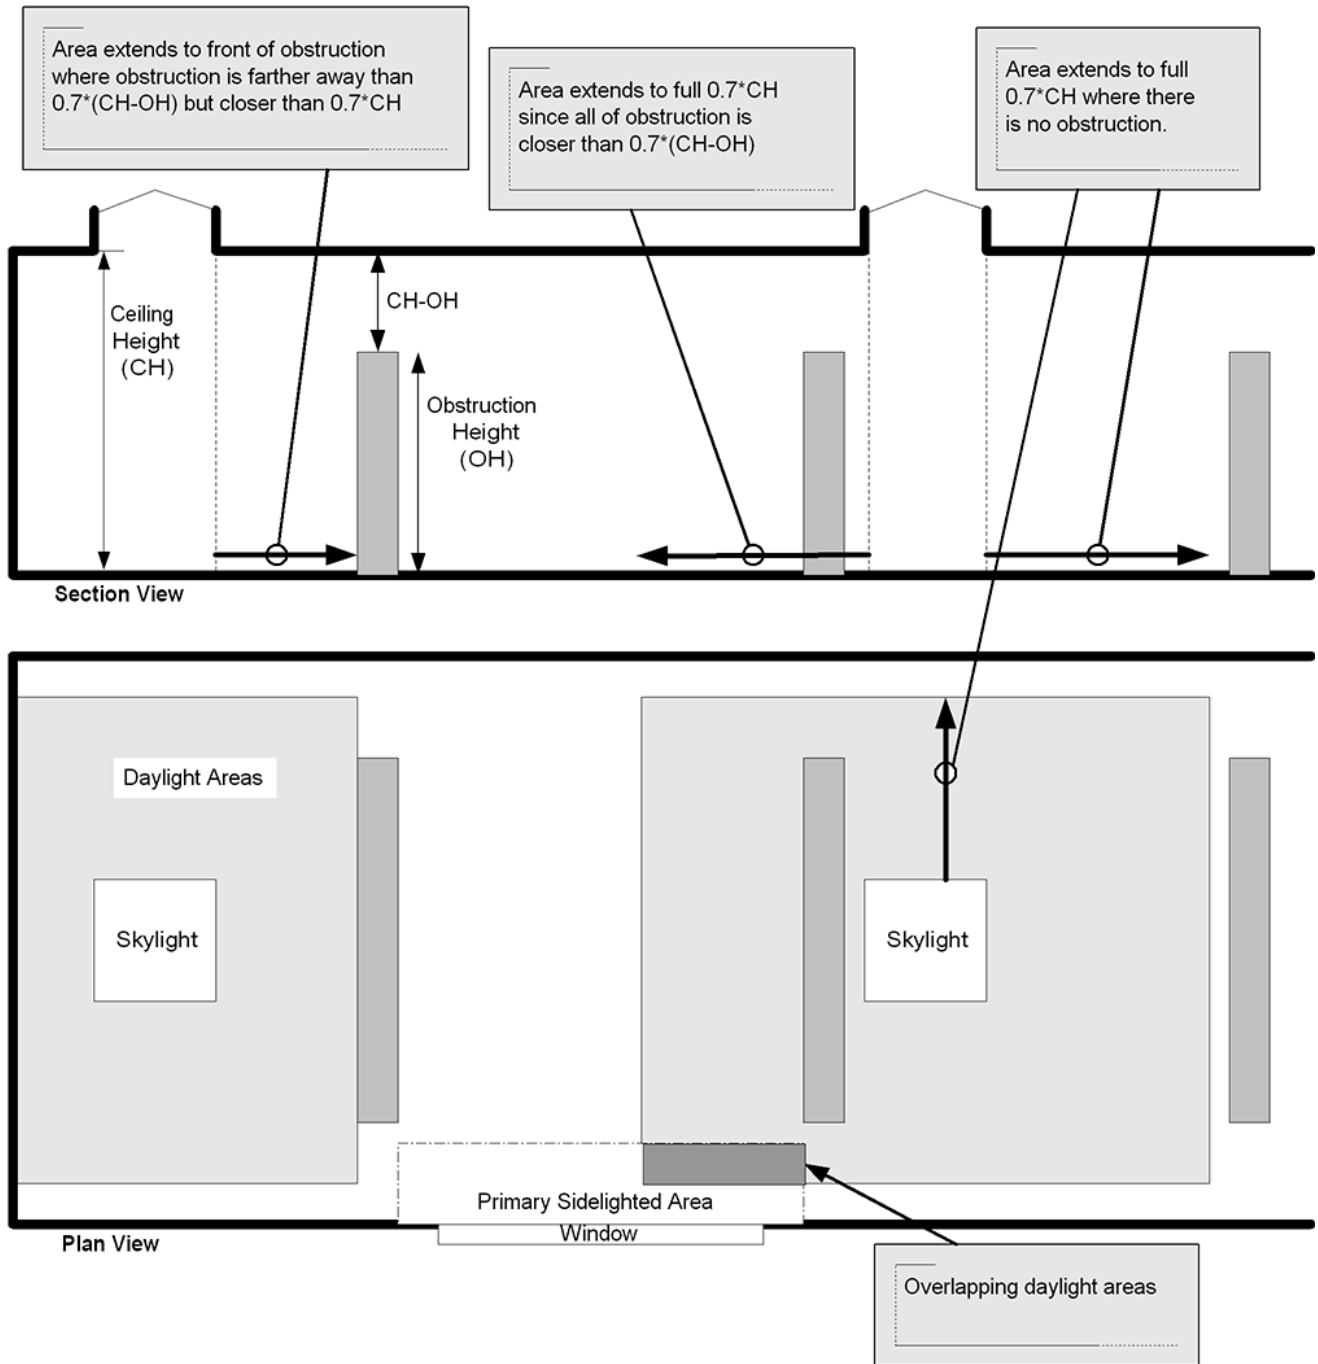 Area extends to front of obstruction
where obstruction is farther away than
0.7*(CH-OH) but closer than 0.7*CH
Area extends to full 0.7*CH
since all of obstruction is
closer than 0.7*(CH-OH)
Area extends to full
0.7*CH where there
is no obstruction.
CH-OH
Ceiling
Height
(CH)
Obstruction
Height
(OH)
Section View
Daylight Areas
Skylight
Skylight
Primary Sidelighted Area
Window
Plan View
Overlapping daylight areas